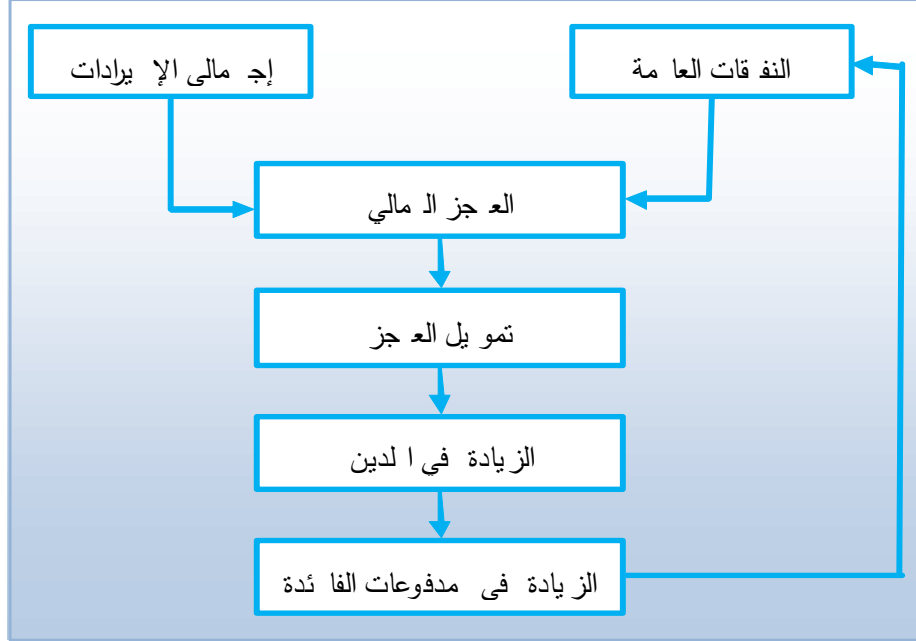 النفقات العامة
إجمالى الإيرادات
العجز المالي
تمويل العجز
الزيادة في الدين
الزيادة فى مدفوعات الفائدة